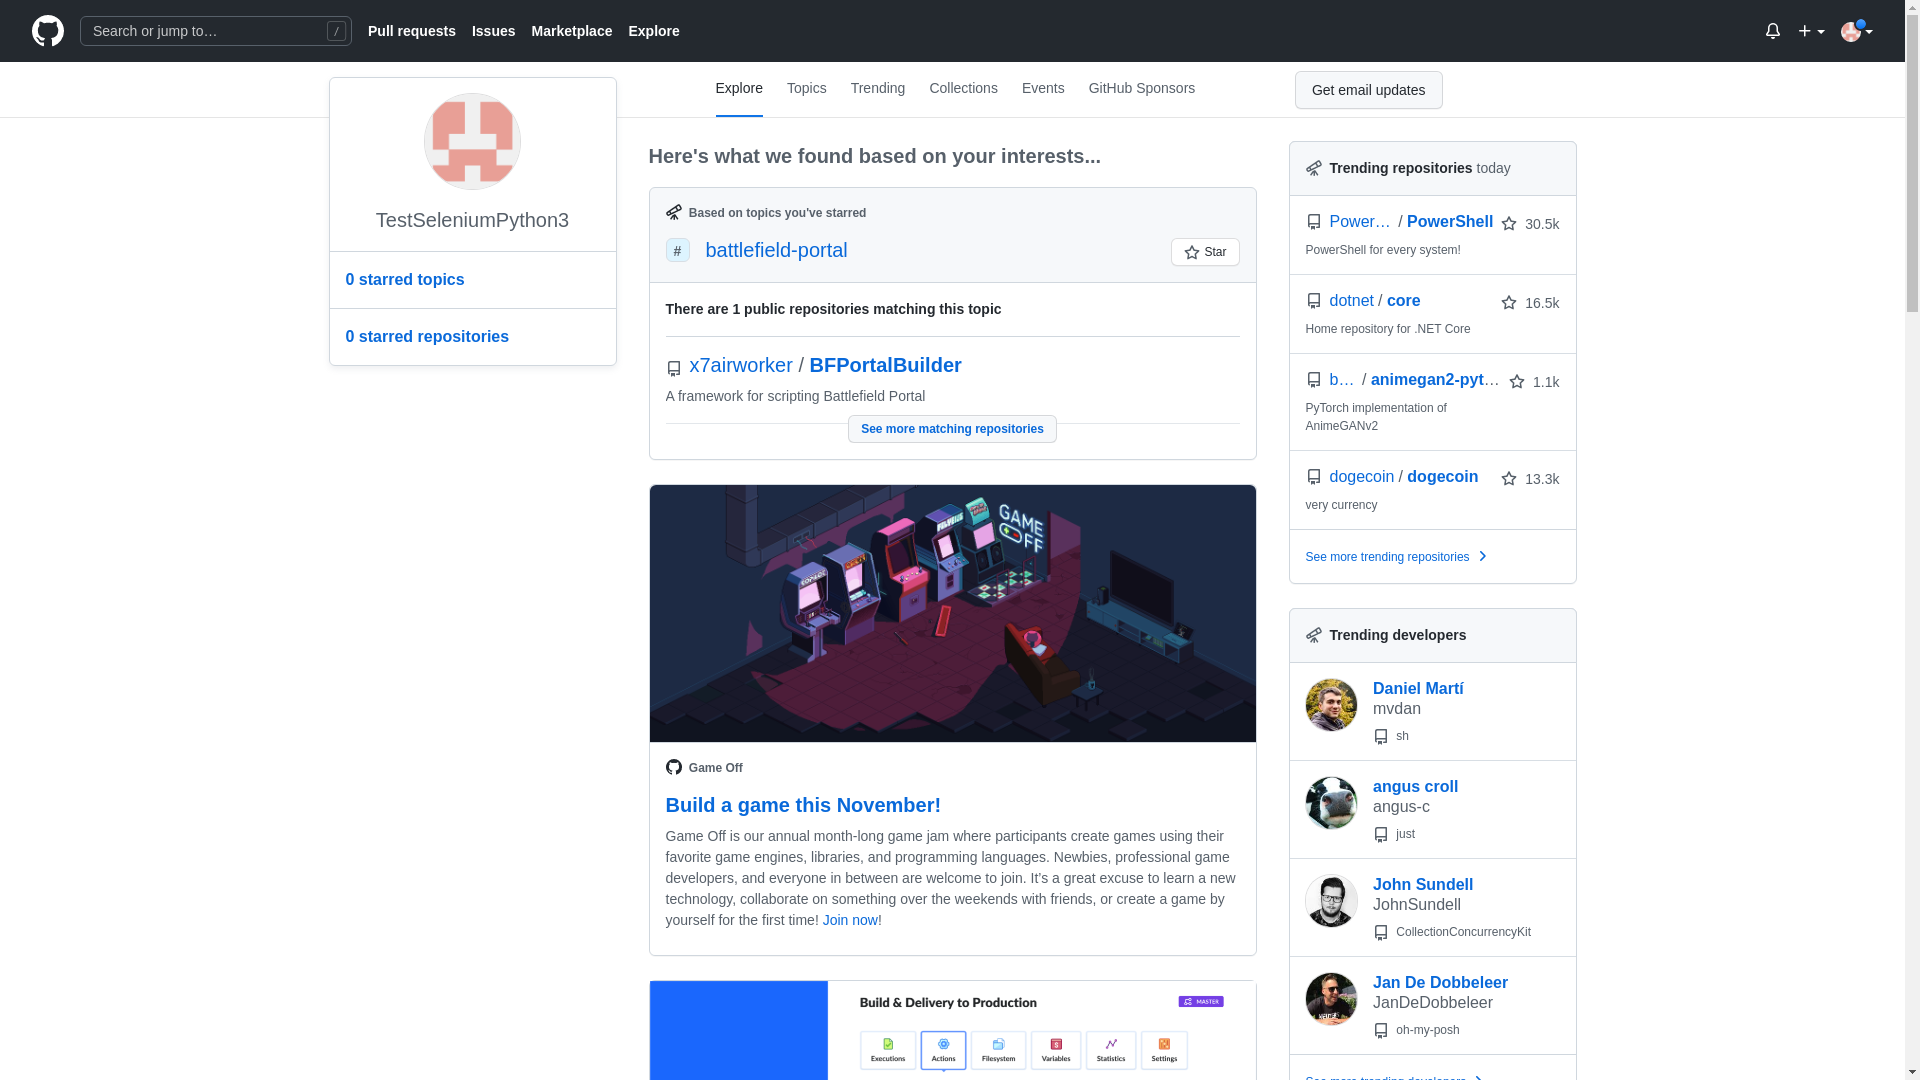 Search or jump to…
/
Pull requests
Issues
Marketplace
Explore
Explore
Topics
Trending
Collections
Events
GitHub Sponsors
Get email updates
TestSeleniumPython3
0 starred topics
0 starred repositories
Here's what we found based on your interests...
Based on topics you've starred
#
battlefield-portal
Star
There are 1 public repositories matching this topic
x7airworker / BFPortalBuilder
A framework for scripting Battlefield Portal
See more matching repositories
GAME
OFF
Game Off
Build a game this November!
Game Off is our annual month-long game jam where participants create games using their
favorite game engines, libraries, and programming languages. Newbies, professional game
developers, and everyone in between are welcome to join. It’s a great excuse to learn a new
technology, collaborate on something over the weekends with friends, or create a game by
yourself for the first time! Join now!
Build & Delivery to Production
MASTER
Executions
Actions
Filesystem
Variables
Statistics
Settings
Trending repositories today
Power… / PowerShell
30.5k
PowerShell for every system!
dotnet / core
16.5k
Home repository for .NET Core
b… / animegan2-pyt…
1.1k
PyTorch implementation of
AnimeGANv2
dogecoin / dogecoin
13.3k
very currency
See more trending repositories
Trending developers
Daniel Martí
mvdan
sh
angus croll
angus-c
just
John Sundell
JohnSundell
CollectionConcurrencyKit
Jan De Dobbeleer
JanDeDobbeleer
oh-my-posh
See more trending developers